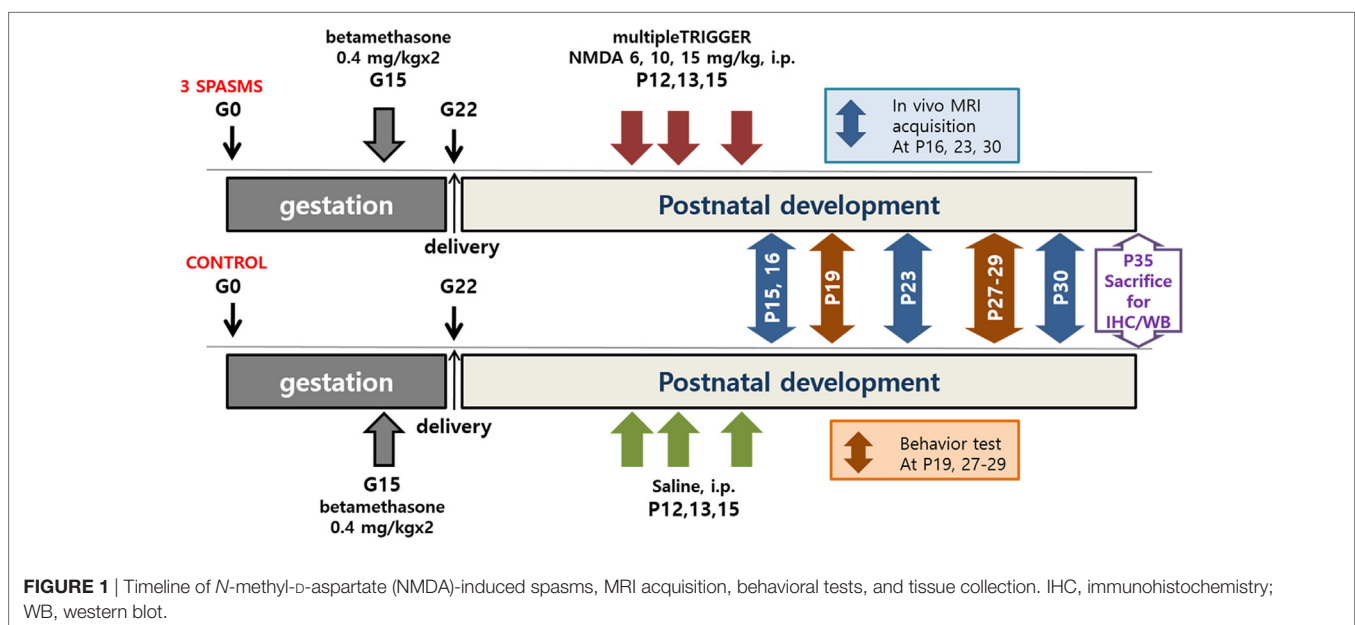 betamethasone
0.4 mg/kgx2
G15
3 SPASMS
G0
G22
multipleTRIGGER
NMDA 6, 10, 15 mg/kg, i.p.
P12,13,15
In vivo MRI
acquisition
At P16, 23, 30
gestation
Postnatal development
delivery
CONTROL
G0
G22
P15, 16
P19
P23
P27-29
P30
P35
Sacrifice
for
IHC/WB
gestation
Postnatal development
delivery
G15
betamethasone
0.4 mg/kgx2
Saline, i.p.
P12,13,15
Behavior test
At P19, 27-29
FIGURE 1 | Timeline of N-methyl-D-aspartate (NMDA)-induced spasms, MRI acquisition, behavioral tests, and tissue collection. IHC, immunohistochemistry;
WB, western blot.